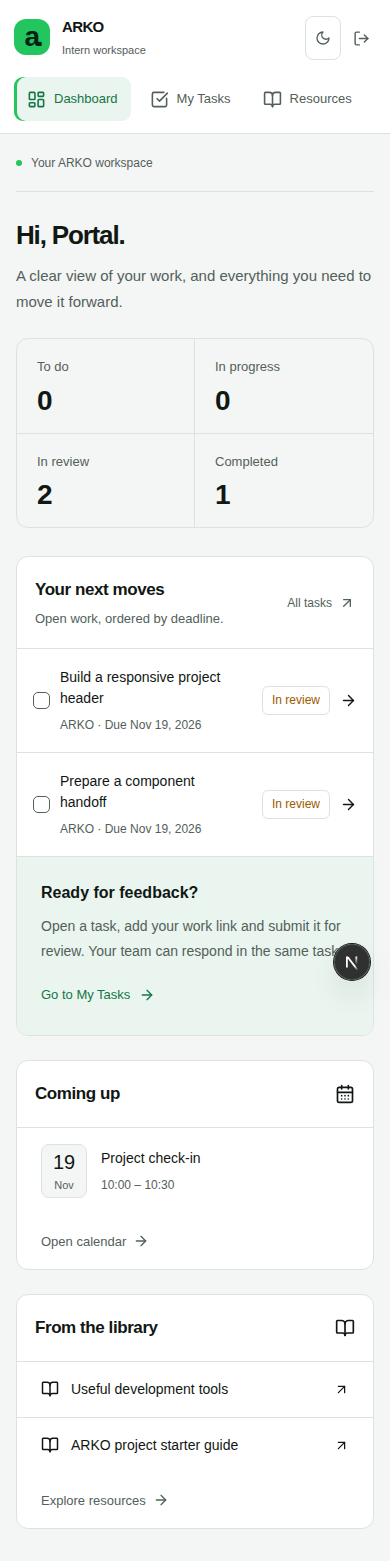 a
ARKO
Intern workspace
Dashboard
My Tasks
Resources
Your ARKO workspace
Hi, Portal.
A clear view of your work, and everything you need to
move it forward.
To do
In progress
0
0
In review
Completed
2
1
Your next moves
Open work, ordered by deadline.
All tasks
Build a responsive project
header
ARKO · Due Nov 19, 2026
In review
Prepare a component
handoff
ARKO · Due Nov 19, 2026
In review
Ready for feedback?
Open a task, add your work link and submit it for
review. Your team can respond in the same
N
Go to My Tasks
Coming up
19
Nov
Project check-in
10:00 – 10:30
Open calendar
From the library
Useful development tools
ARKO project starter guide
Explore resources